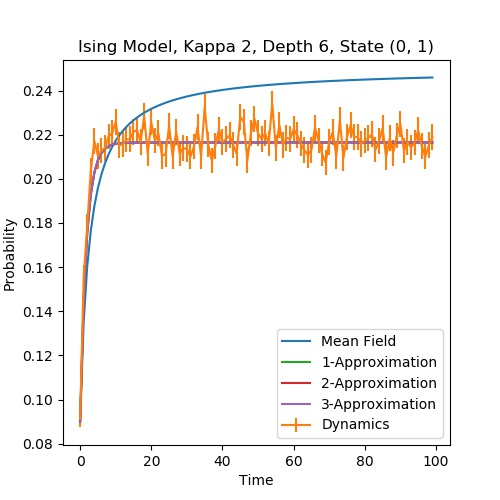 Ising Model, Kappa 2, Depth 6, State (0, 1)
0.24
0.22
0.20
0.18
0.16
0.14
0.12
0.10
0.08
Probability
0
20
40
60
80
100
Time
Mean Field
1-Approximation
2-Approximation
3-Approximation
Dynamics